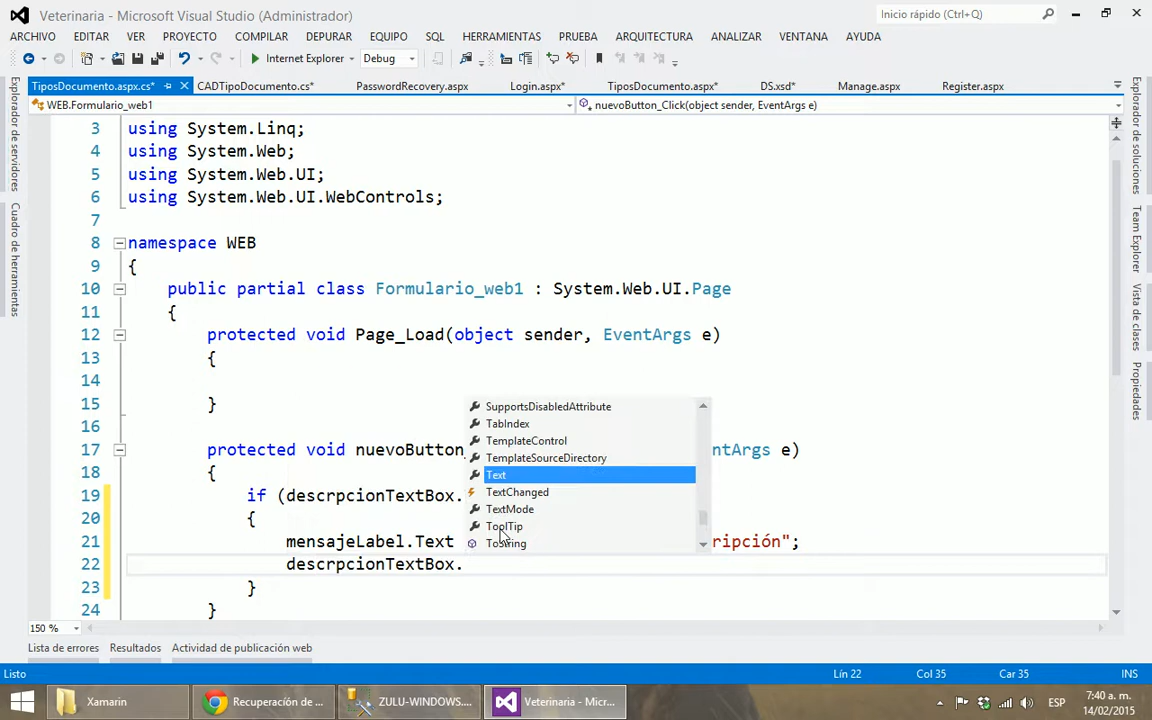 Veterinaria - Microsoft Visual Studio (Administrador)
Inicio rápido (Ctrl+Q)
ARCHIVO EDITAR VER PROYECTO COMPILAR DEPURAR EQUIPO SQL HERRAMIENTAS PRUEBA ARQUITECTURA ANALIZAR VENTANA AYUDA
Internet Explorer Debug
TiposDocumento.aspx.cs* CADTipoDocumento.cs* PasswordRecovery.aspx Login.aspx* TiposDocumento.aspx* DS.xsd* Manage.aspx Register.aspx
WEB.Formulario_web1 nuevoButton_Click(object sender, EventArgs e)
Explorador de servidores
Cuadro de herramientas
3 using System.Linq;
4 using System.Web;
5 using System.Web.UI;
6 using System.Web.UI.WebControls;
7
8 namespace WEB
9 {
10 public partial class Formulario_web1 : System.Web.UI.Page
11 {
12 protected void Page_Load(object sender, EventArgs e)
13 {
14
15 }
16
17 protected void nuevoButton_ entArgs e)
18 {
19 if (descrpcionTextBox.
20 {
21 mensajeLabel.Text ripción";
22 descrpcionTextBox.
23 }
24 }
SupportsDisabledAttribute
TabIndex
TemplateControl
TemplateSourceDirectory
Text
TextChanged
TextMode
ToolTip
ToString
Explorador de soluciones
Team Explorer
Vista de clases
Propiedades
150 %
Lista de errores Resultados Actividad de publicación web
Listo Lín 22 Col 35 Car 35 INS
Xamarin Recuperación de ... ZULU-WINDOWS.... Veterinaria - Micros... ESP 7:40 a. m.
14/02/2015